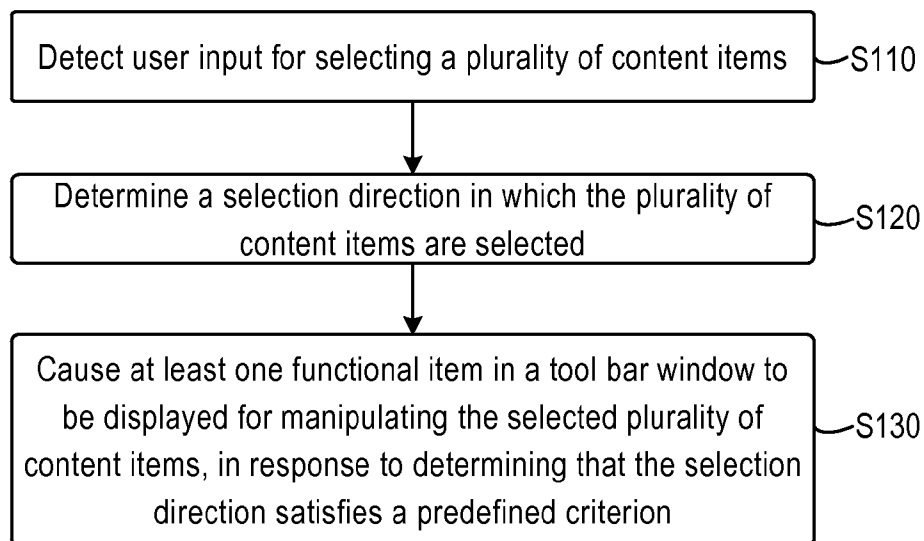 Detect user input for selecting a plurality of content items
S110
Determine a selection direction in which the plurality of
content items are selected
S120
Cause at least one functional item in a tool bar window to
be displayed for manipulating the selected plurality of
content items, in response to determining that the selection
direction satisfies a predefined criterion
S130